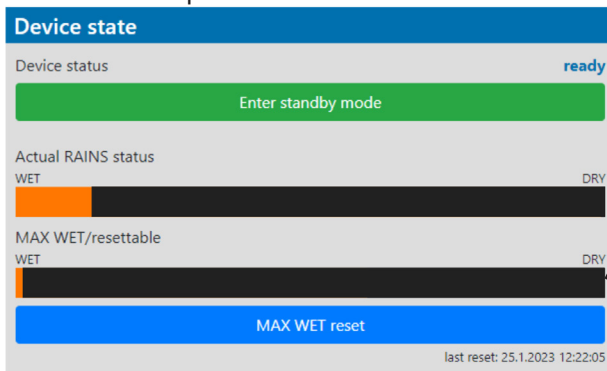 Device state
Device status ready
Enter standby mode
Actual RAINS status
WET DRY
MAX WET/resettable
WET DRY
MAX WET reset
last reset: 25.1.2023 12:22:05